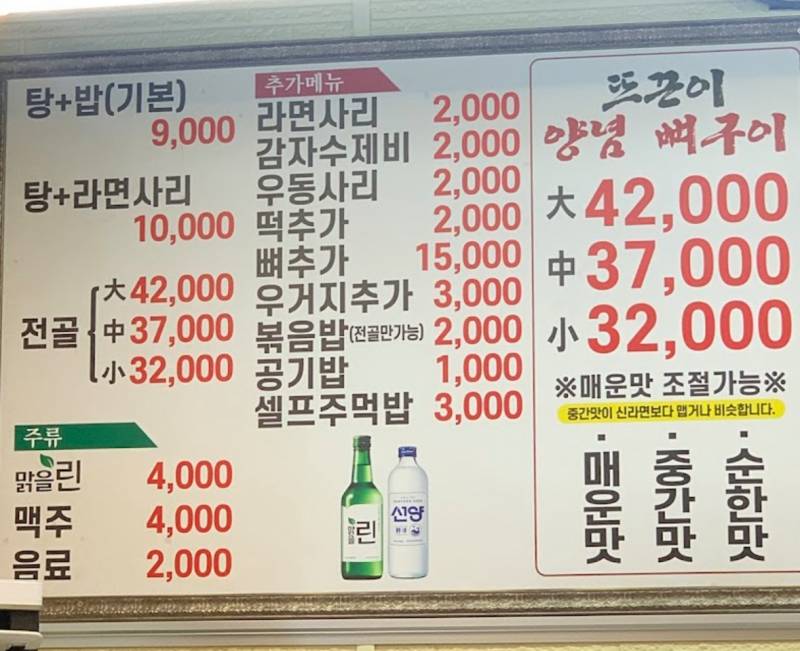 탕+밥(기본)
9,000
탕+라면사리
10,000
전골
大 42,000
中 37,000
小 32,000
주류
맑을린 4,000
맥주 4,000
음료 2,000
추가메뉴
라면사리 2,000
감자수제비 2,000
우동사리 2,000
떡추가 2,000
뼈추가 15,000
우거지추가 3,000
볶음밥(전골만가능) 2,000
공기밥 1,000
셀프주먹밥 3,000
린
선양
뜨끈이
양념 뼈구이
大 42,000
中 37,000
小 32,000
※매운맛 조절가능※
중간맛이 신라면보다 맵거나 비슷합니다.
·매운맛
·중간맛
·순한맛